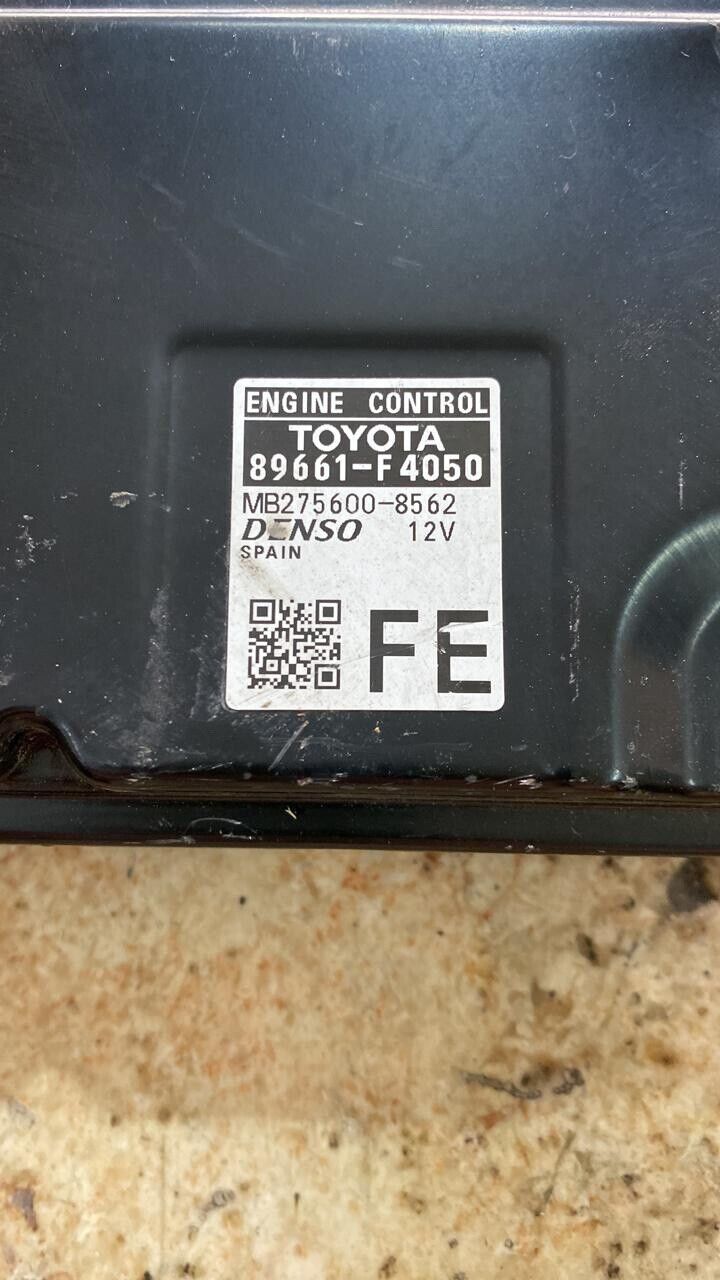 ENGINE CONTROL
TOYOTA
89661-F4050
MB275600-8562
DENSO 12V
SPAIN
FE